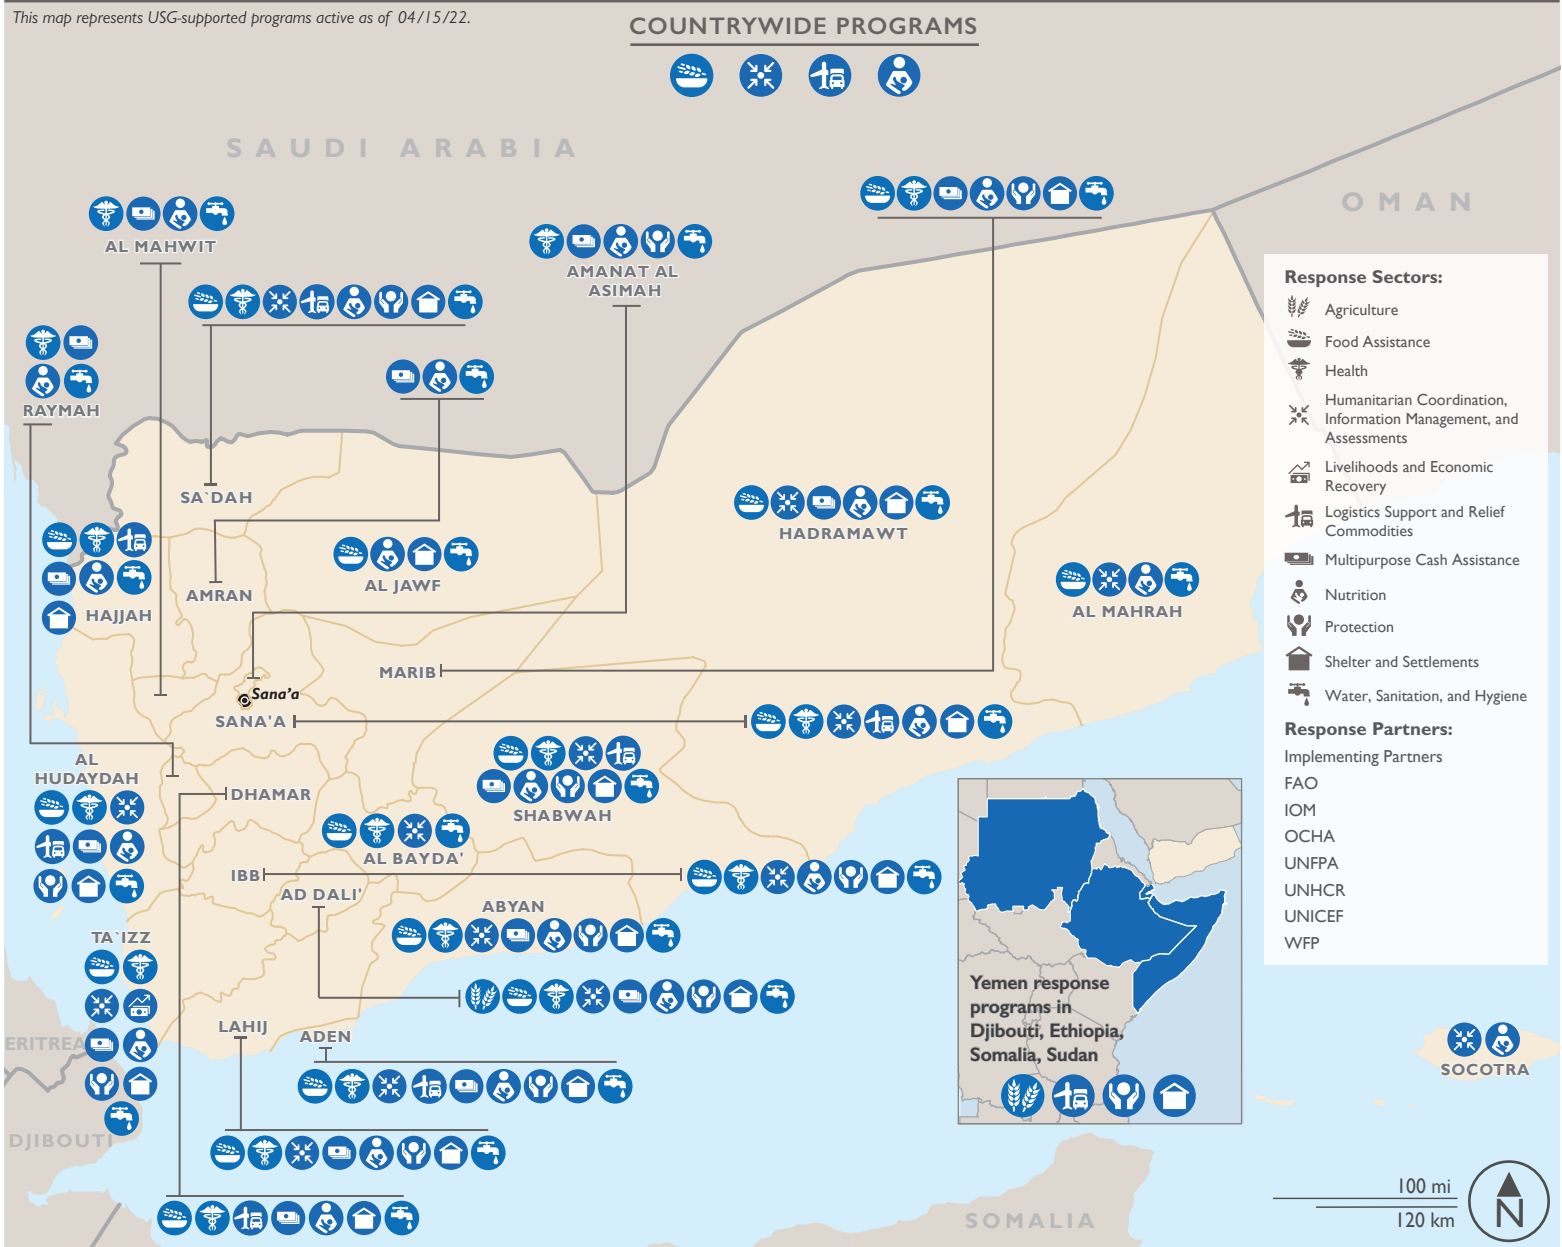 This map represents USG-supported programs active as of 04/15/22.
COUNTRYWIDE PROGRAMS
SAUDI ARABIA
OMAN
AL MAHWIT
AMANAT AL
ASIMAH
RAYMAH
SA`DAH
HADRAMAWT
AL JAWF
AMRAN
HAJJAH
AL MAHRAH
MARIB
Sana'a
SANA'A
AL
HUDAYDAH
DHAMAR
SHABWAH
AL BAYDA'
IBB
AD DALI'
ABYAN
TA`IZZ
LAHIJ
ADEN
ERITREA
DJIBOUTI
SOMALIA
SOCOTRA
Response Sectors:
Agriculture
Food Assistance
Health
Humanitarian Coordination,
Information Management, and
Assessments
Livelihoods and Economic
Recovery
Logistics Support and Relief
Commodities
Multipurpose Cash Assistance
Nutrition
Protection
Shelter and Settlements
Water, Sanitation, and Hygiene
Response Partners:
Implementing Partners
FAO
IOM
OCHA
UNFPA
UNHCR
UNICEF
WFP
Yemen response
programs in
Djibouti, Ethiopia,
Somalia, Sudan
100 mi
120 km
N